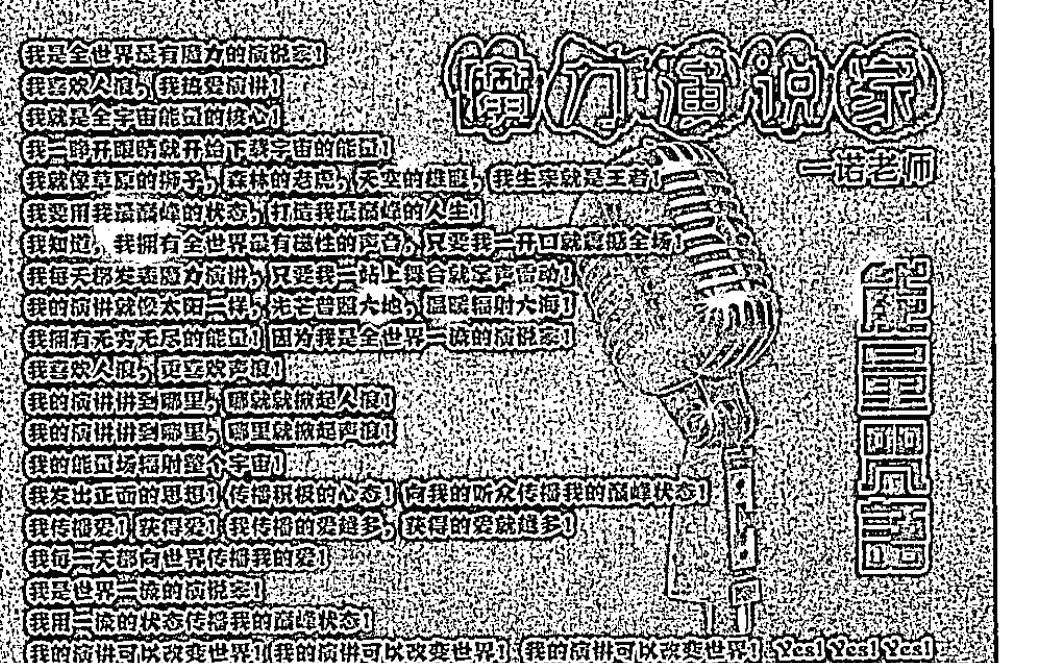 我是全世界最有魔力的演说家!
我喜欢人浪,我热爱演讲!
我就是全宇宙能量的核心!
我一睁开眼睛就开始下载宇宙的能量!
我就像草原的狮子,森林的老虎,天空的雄鹰,我生来就是王者!
我要用我最巅峰的状态,打造我最巅峰的人生!
我知道,我拥有全世界最有磁性的声音,只要我一开口就震撼全场!
我每天都发表魔力演讲,只要我一站上舞台就掌声雷动!
我的演讲就像太阳一样,光芒普照大地,温暖辐射大海!
我拥有无穷无尽的能量!因为我是全世界一流的演说家!
我喜欢人浪,更喜欢声浪!
我的演讲讲到哪里,哪就就掀起人浪!
我的演讲讲到哪里,哪里就掀起声浪!
我的能量场辐射整个宇宙!
我发出正面的思想!传播积极的心态!向我的听众传播我的巅峰状态!
我传播爱!获得爱!我传播的爱越多,获得的爱就越多!
我每一天都向世界传播我的爱!
我是世界一流的演说家!
我用一流的状态传播我的巅峰状态!
我的演讲可以改变世界!我的演讲可以改变世界!我的演讲可以改变世界!Yes!Yes!Yes!
力演说家
一诺老师
能量咒語